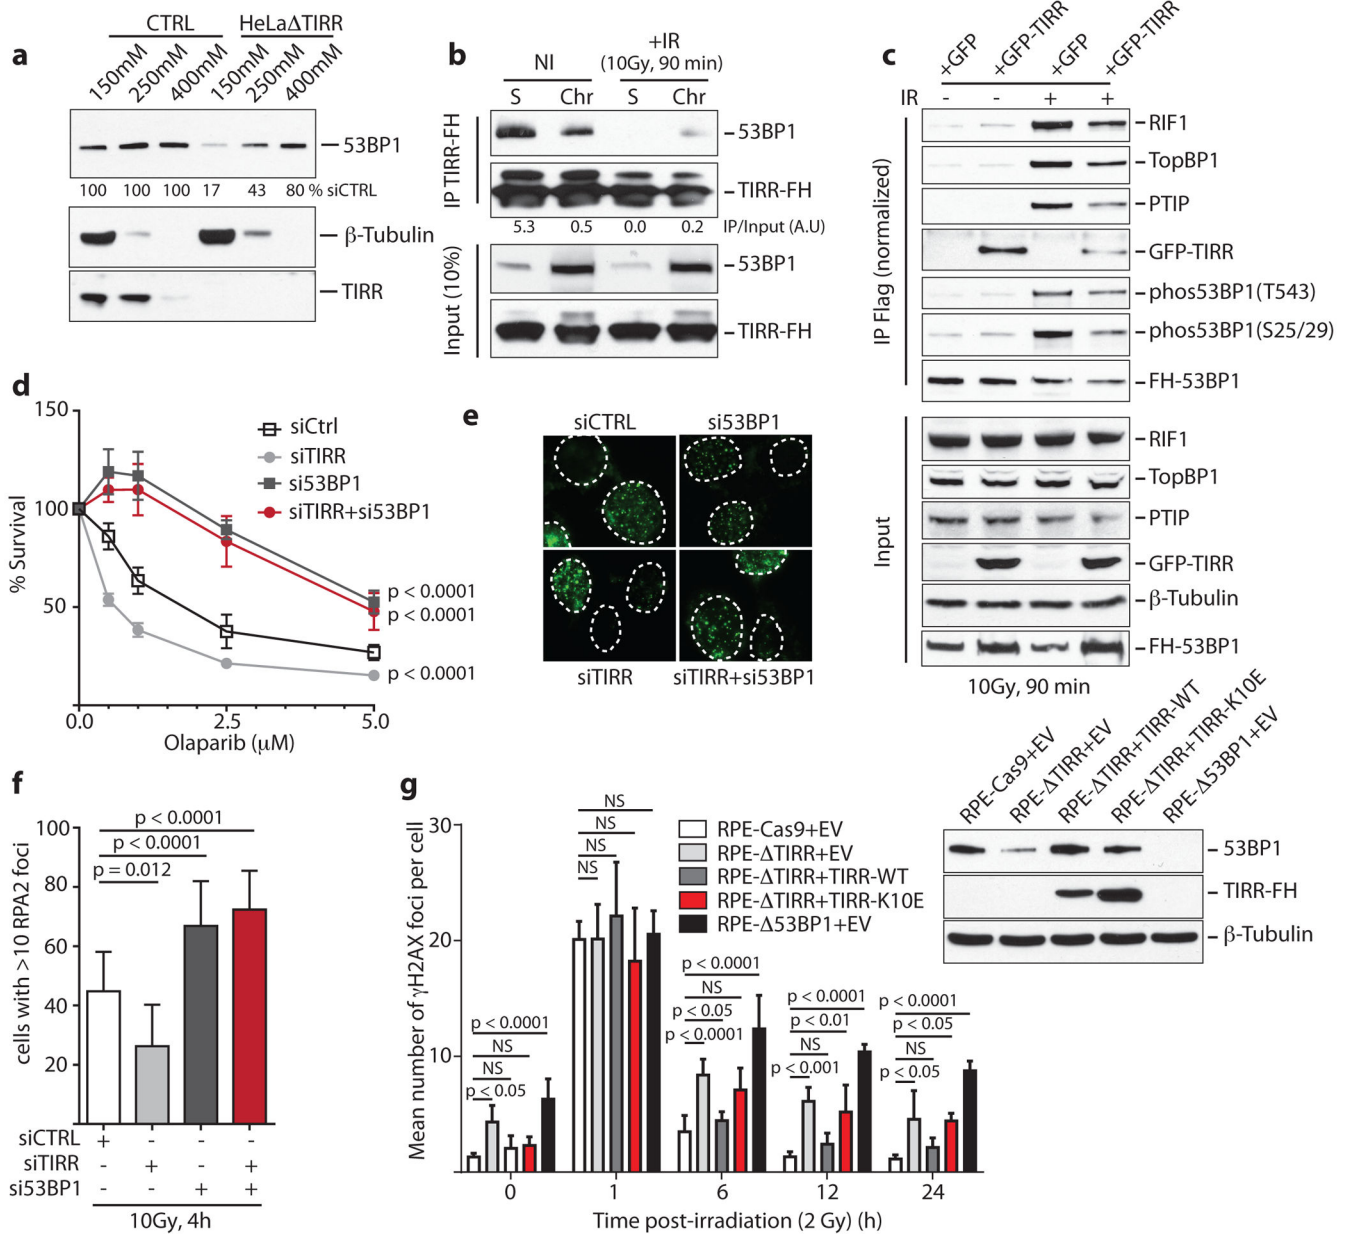 a
CTRL HeLaΔTIRR
150mM 250mM 400mM 150mM 250mM 400mM
53BP1
100 100 100 17 43 80 % siCTRL
β-Tubulin
TIRR
b
+IR
NI (10Gy, 90 min)
S Chr S Chr
IP TIRR-FH
53BP1
TIRR-FH
5.3 0.5 0.0 0.2 IP/Input (A.U)
Input (10%)
53BP1
TIRR-FH
c
+GFP +GFP-TIRR +GFP +GFP-TIRR
IR - - + +
IP Flag (normalized)
RIF1
TopBP1
PTIP
GFP-TIRR
phos53BP1(T543)
phos53BP1(S25/29)
FH-53BP1
Input
RIF1
TopBP1
PTIP
GFP-TIRR
β-Tubulin
FH-53BP1
10Gy, 90 min
d
% Survival
150
100
50
siCtrl
siTIRR
si53BP1
siTIRR+si53BP1
p < 0.0001
p < 0.0001
p < 0.0001
0.0 2.5 5.0
Olaparib (μM)
e
siCTRL si53BP1
siTIRR siTIRR+si53BP1
f
cells with >10 RPA2 foci
100
80
60
40
20
p < 0.0001
p < 0.0001
p = 0.012
siCTRL + - - -
siTIRR - + - +
si53BP1 - - + +
10Gy, 4h
g
Mean number of γH2AX foci per cell
30
20
10
RPE-Cas9+EV
RPE-ΔTIRR+EV
RPE-ΔTIRR+TIRR-WT
RPE-ΔTIRR+TIRR-K10E
RPE-Δ53BP1+EV
p < 0.0001
NS
NS
p < 0.05
NS
NS
NS
NS
p < 0.0001
NS
p < 0.05
p < 0.0001
p < 0.0001
p < 0.01
NS
p < 0.001
p < 0.0001
p < 0.05
NS
p < 0.05
0 1 6 12 24
Time post-irradiation (2 Gy) (h)
RPE-Cas9+EV RPE-ΔTIRR+EV RPE-ΔTIRR+TIRR-WT RPE-ΔTIRR+TIRR-K10E RPE-Δ53BP1+EV
53BP1
TIRR-FH
β-Tubulin